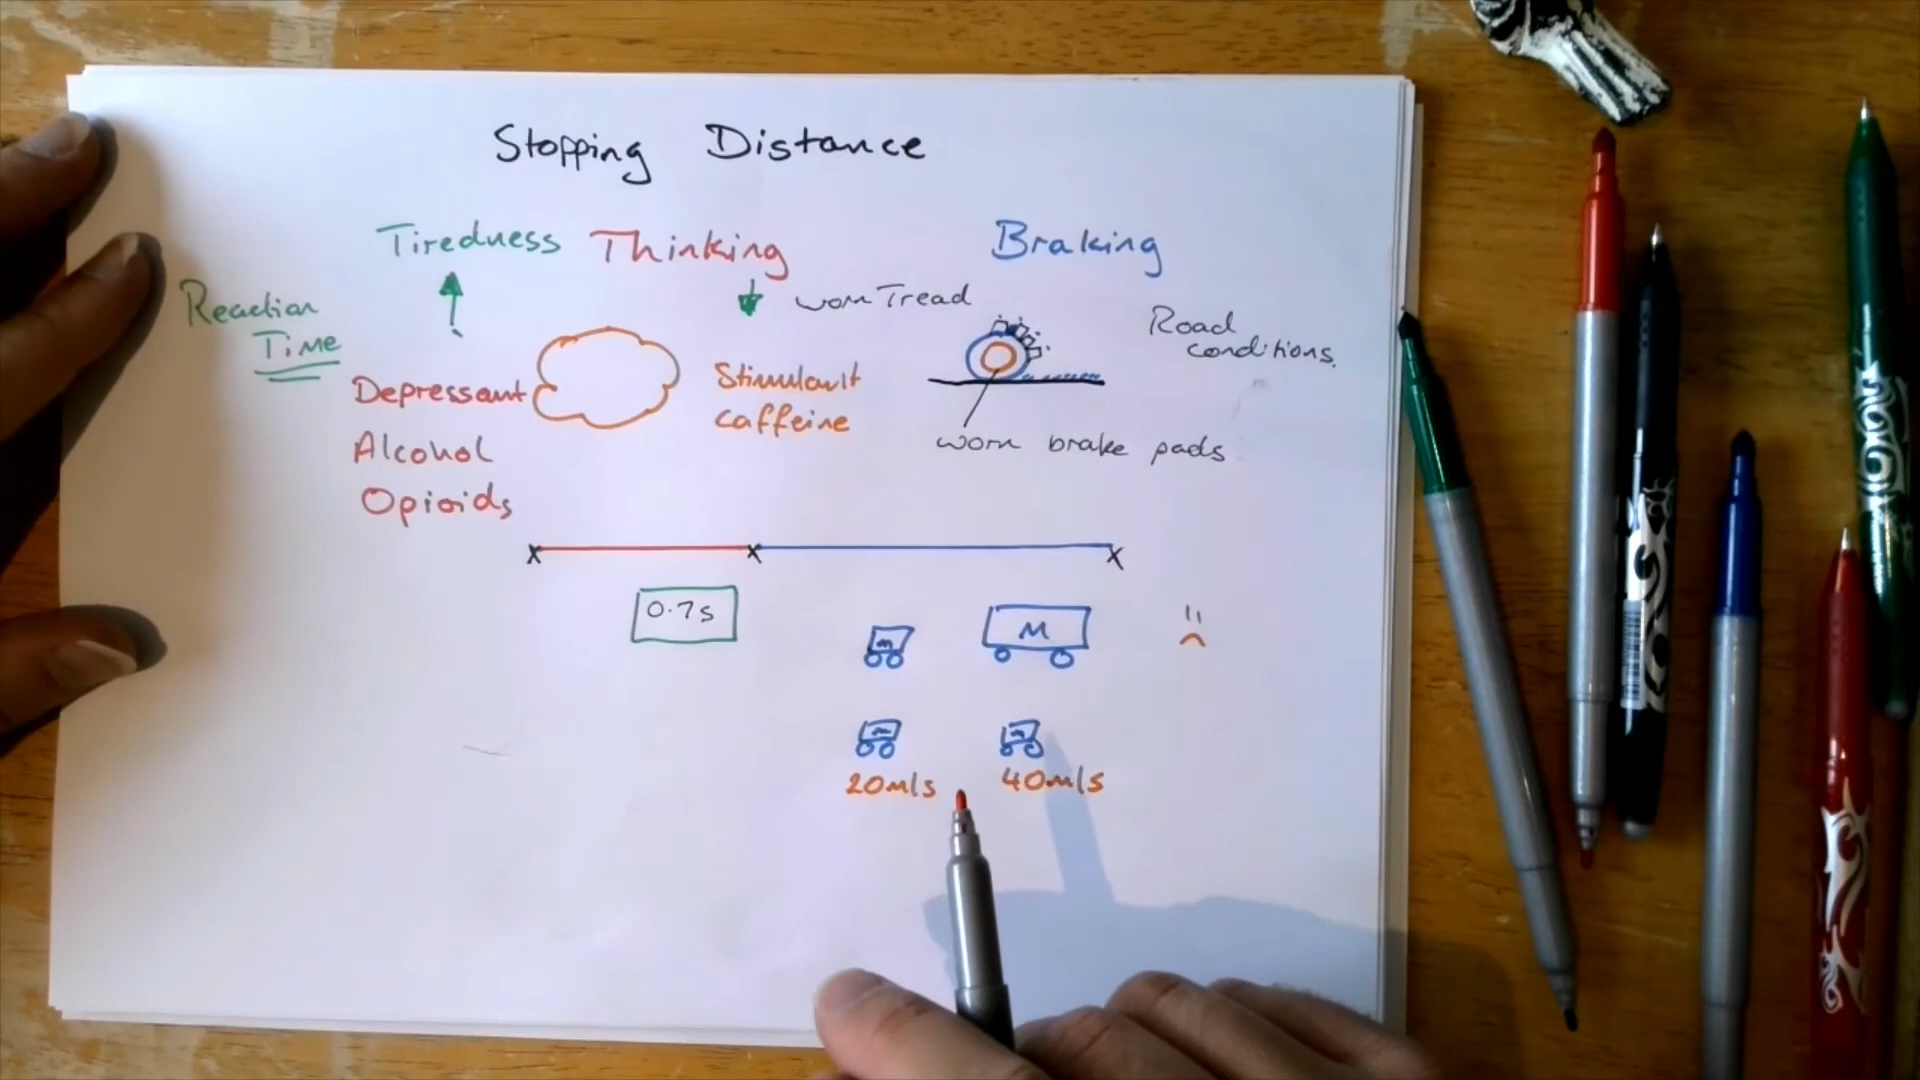 Stopping Distance
Tiredness Thinking Braking
Reaction
Time
worn Tread
Road
conditions.
Depressant
Stimulant
caffeine
Alcohol
Opioids
worn brake pads
x x x
0.7s
m M
m m
20m/s 40m/s